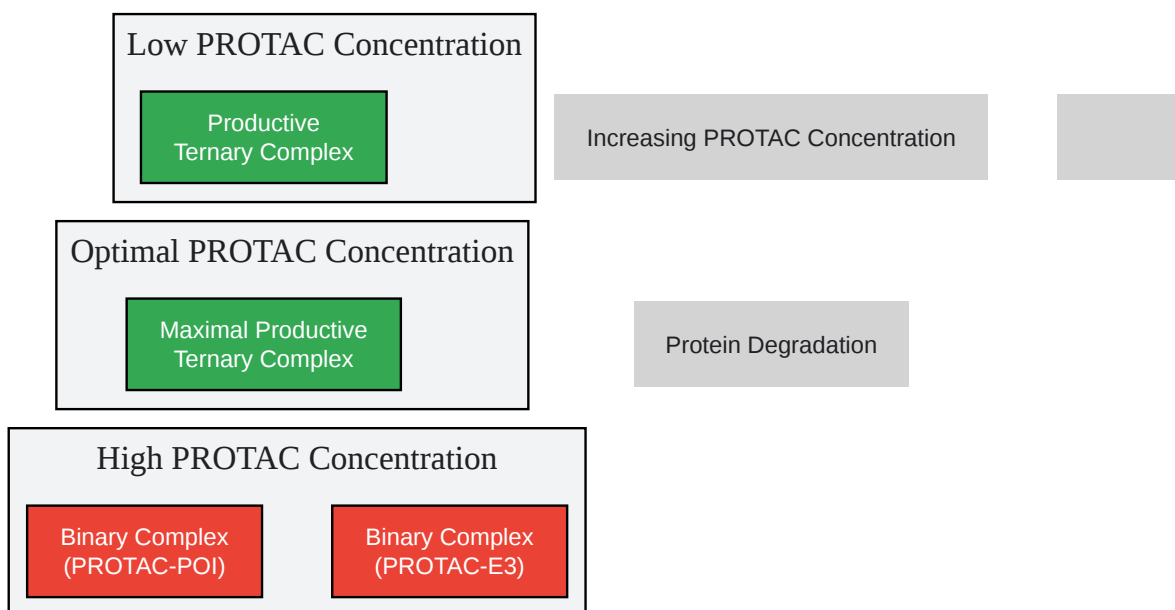 Low PROTAC Concentration
Productive
Ternary Complex
Increasing PROTAC Concentration
Optimal PROTAC Concentration
Maximal Productive
Ternary Complex
Protein Degradation
High PROTAC Concentration
Binary Complex
(PROTAC-POI)
Binary Complex
(PROTAC-E3)